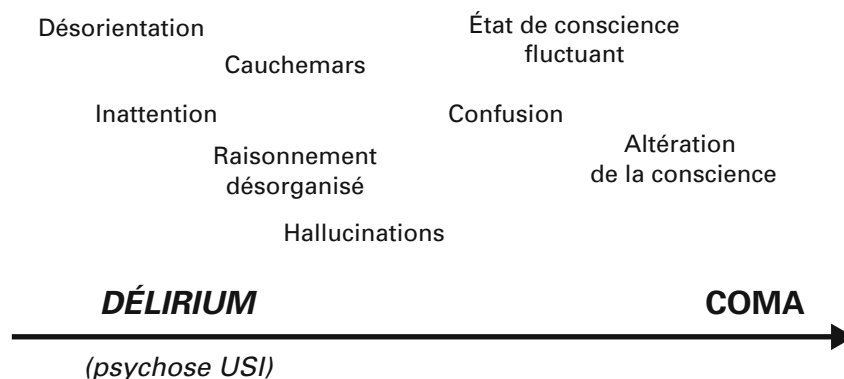 Désorientation
État de conscience
fluctuant
Cauchemars
Inattention
Confusion
Altération
de la conscience
Raisonnement
désorganisé
Hallucinations
DÉLIRIUM
COMA
(psychose USI)